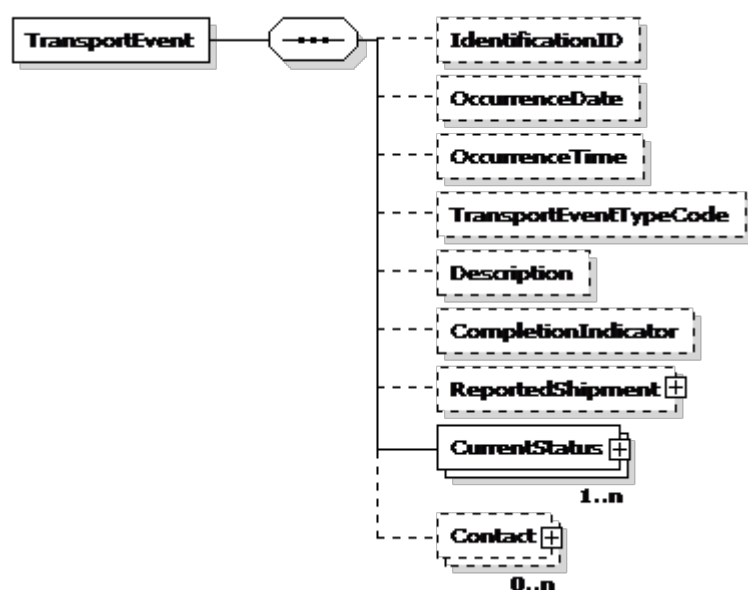 TransportEvent
IdentificationID
OccurrenceDate
OccurrenceTime
TransportEventTypeCode
Description
CompletionIndicator
ReportedShipment
CurrentStatus
1..n
Contact
0..n